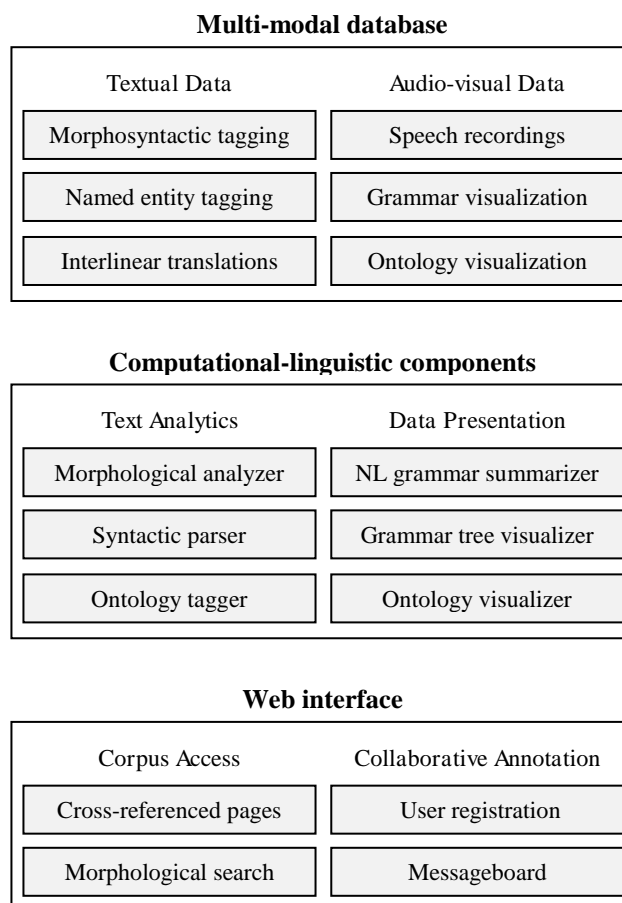 Multi-modal database
Textual Data
Audio-visual Data
Morphosyntactic tagging
Speech recordings
Named entity tagging
Grammar visualization
Interlinear translations
Ontology visualization
Computational-linguistic components
Text Analytics
Data Presentation
Morphological analyzer
NL grammar summarizer
Syntactic parser
Grammar tree visualizer
Ontology tagger
Ontology visualizer
Web interface
Corpus Access
Collaborative Annotation
Cross-referenced pages
User registration
Morphological search
Messageboard